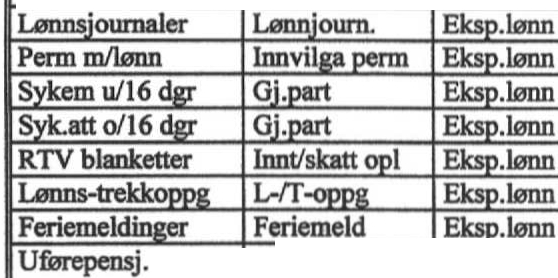 Lønnsjournaler Lønnjourn. Eksp.lønn
Perm m/lønn Innvilga perm Eksp.lønn
Sykem u/16 dgr Gj.part Eksp.lønn
Syk.att o/16 dgr Gj.part Eksp.lønn
RTV blanketter Innt/skatt opl Eksp.lønn
Lønns-trekkoppg L-/T-oppg Eksp.lønn
Feriemeldinger Feriemeld Eksp.lønn
Uførepensj.